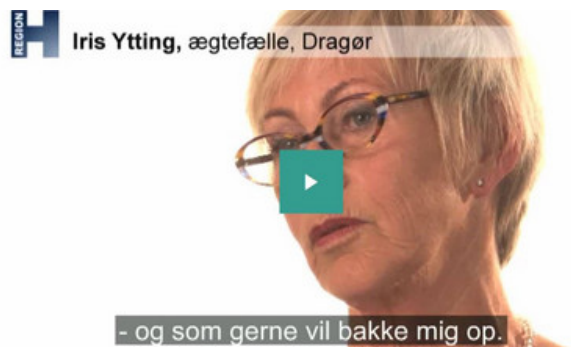 REGION
H
Iris Ytting, ægtefælle, Dragør
- og som gerne vil bakke mig op.